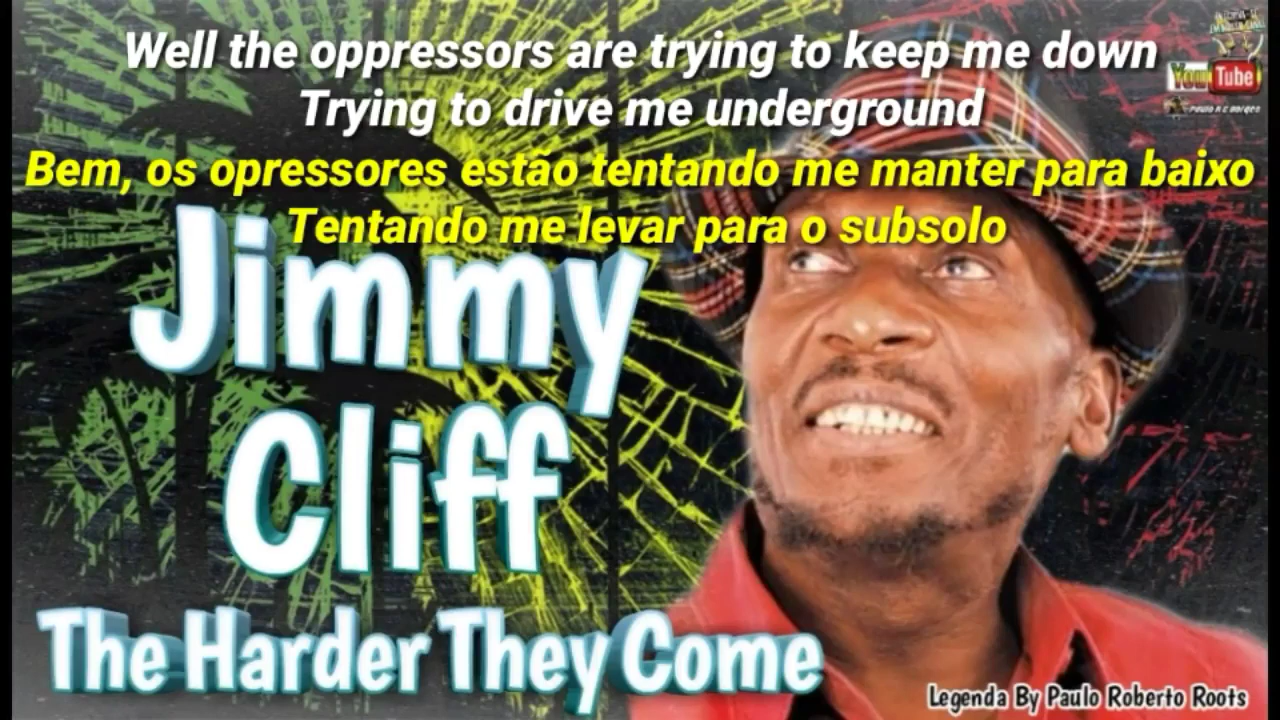 Well the oppressors are trying to keep me down
Trying to drive me underground
Bem, os opressores estão tentando me manter para baixo
Tentando me levar para o subsolo
Jimmy
Cliff
The Harder They Come
YouTube
Legenda By Paulo Roberto Roots